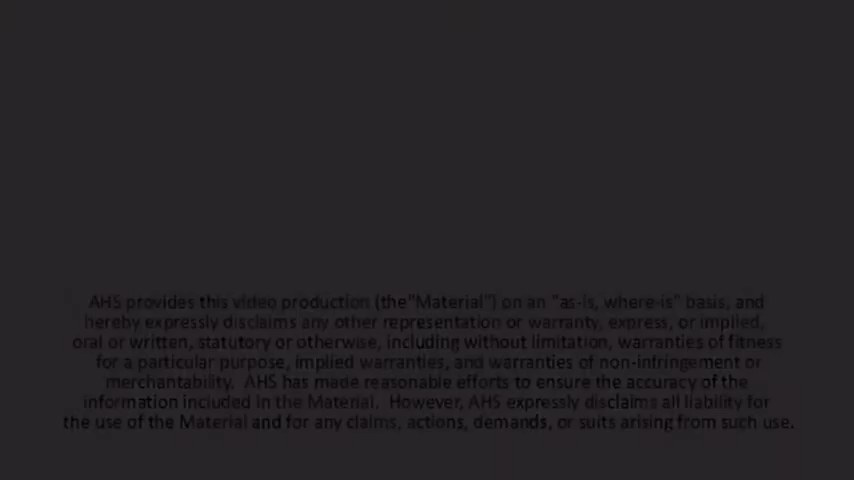 AHS provides this video production (the"Material") on an "as-is, where-is" basis, and
hereby expressly disclaims any other representation or warranty, express, or implied,
oral or written, statutory or otherwise, including without limitation, warranties of fitness
for a particular purpose, implied warranties, and warranties of non-infringement or
merchantability.  AHS has made reasonable efforts to ensure the accuracy of the
information included in the Material.  However, AHS expressly disclaims all liability for
the use of the Material and for any claims, actions, demands, or suits arising from such use.